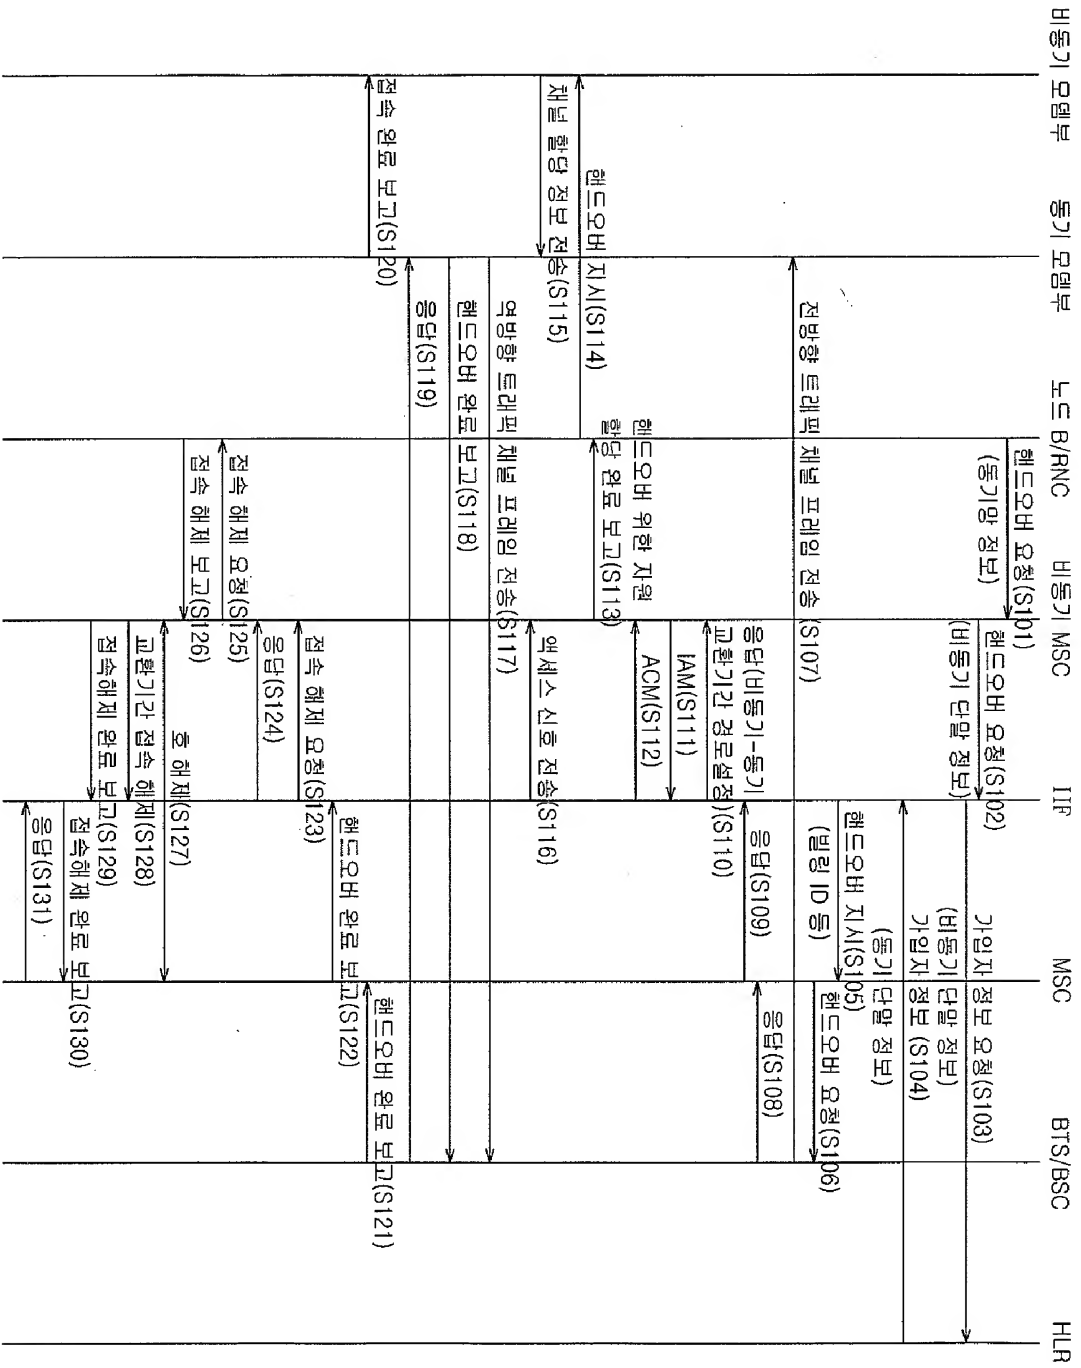 비동기 모뎀부
동기 모뎀부
노드 B/RNC
비동기 MSC
IIF
MSC
BTS/BSC
HLR
핸드오버 요청(S101)
(동기망 정보)
핸드오버 요청(S102)
(비동기 단말 정보)
가입자 정보 요청(S103)
(비동기 단말 정보)
가입자 정보 (S104)
(동기 단말 정보)
핸드오버 지시(S105)
(빌링 ID 등)
핸드오버 요청(S106)
전방향 트래픽 채널 프레임 전송 (S107)
응답(S108)
응답(S109)
응답(비동기-동기
교환기간 경로설정)(S110)
IAM(S111)
ACM(S112)
핸드오버 위한 자원
할당 완료 보고(S113)
핸드오버 지시(S114)
채널 할당 정보 전송(S115)
액세스 신호 전송(S116)
역방향 트래픽 채널 프레임 전송(S117)
핸드오버 완료 보고(S118)
응답(S119)
접속 완료 보고(S120)
핸드오버 완료 보고(S121)
핸드오버 완료 보고(S122)
접속 해제 요청(S123)
응답(S124)
접속 해제 요청(S125)
접속 해제 보고(S126)
호 해제(S127)
교환기간 접속 해제(S128)
접속해제 완료 보고(S129)
접속해제 완료 보고(S130)
응답(S131)